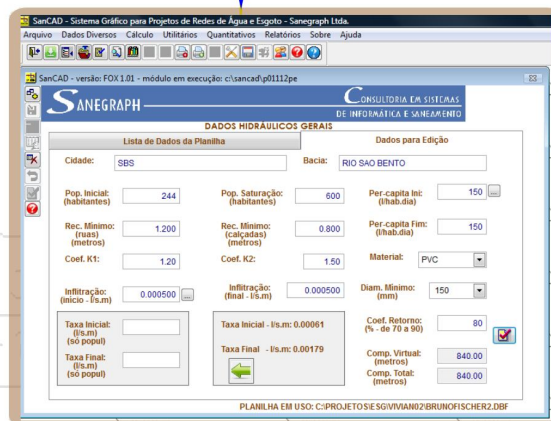 SanCAD - Sistema Gráfico para Projetos de Redes de Água e Esgoto - Sanegraph Ltda.
Arquivo Dados Diversos Cálculo Utilitários Quantitativos Relatórios Sobre Ajuda
SanCAD - versão: FOX 1.01 - módulo em execução: c:\sancad\p01112pe
SANEGRAPH
CONSULTORIA EM SISTEMAS
DE INFORMÁTICA E SANEAMENTO
DADOS HIDRÁULICOS GERAIS
Lista de Dados da Planilha Dados para Edição
Cidade: SBS Bacia: RIO SAO BENTO
Pop. Inicial: 244 Pop. Saturação: 600 Per-capita Ini: 150 ...
(habitantes) (habitantes) (l/hab.dia)
Rec. Mínimo: 1.200 Rec. Mínimo: 0.800 Per-capita Fim: 150
(ruas) (calçadas) (l/hab.dia)
(metros) (metros)
Coef. K1: 1.20 Coef. K2: 1.50 Material: PVC
Infiltração: 0.000500 ... Infiltração: 0.000500 Diam. Mínimo: 150
(início - l/s.m) (final - l/s.m) (mm)
Taxa Inicial: Taxa Inicial - l/s.m: 0.00061 Coef. Retorno: 80
(l/s.m) (% - de 70 a 90)
(só popul)
Taxa Final: Taxa Final - l/s.m: 0.00179 Comp. Virtual: 840.00
(l/s.m) (metros)
(só popul) Comp. Total: 840.00
(metros)
PLANILHA EM USO: C:\PROJETOS\ESG\VIVIAN02\BRUNOFISCHER2.DBF